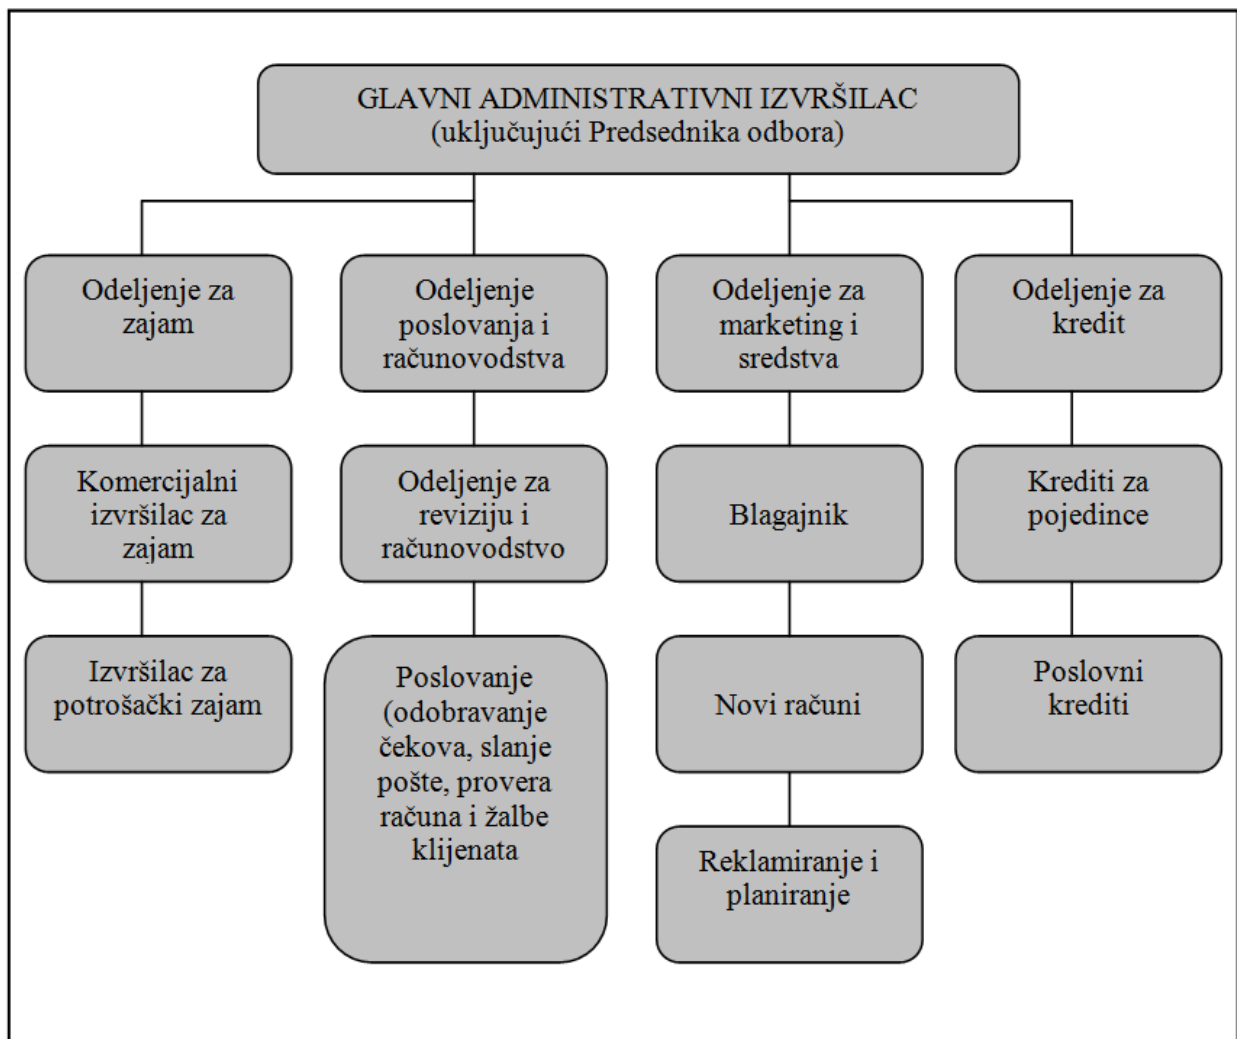 GLAVNI ADMINISTRATIVNI IZVRŠILAC
(uključujući Predsednika odbora)
Odeljenje za
zajam
Odeljenje
poslovanja i
računovodstva
Odeljenje za
marketing i
sredstva
Odeljenje za
kredit
Komercijalni
izvršilac za
zajam
Odeljenje za
reviziju i
računovodstvo
Blagajnik
Krediti za
pojedince
Izvršilac za
potrošački zajam
Poslovanje
(odobravanje
čekova, slanje
pošte, provera
računa i žalbe
klijenata
Novi računi
Poslovni
krediti
Reklamiranje i
planiranje